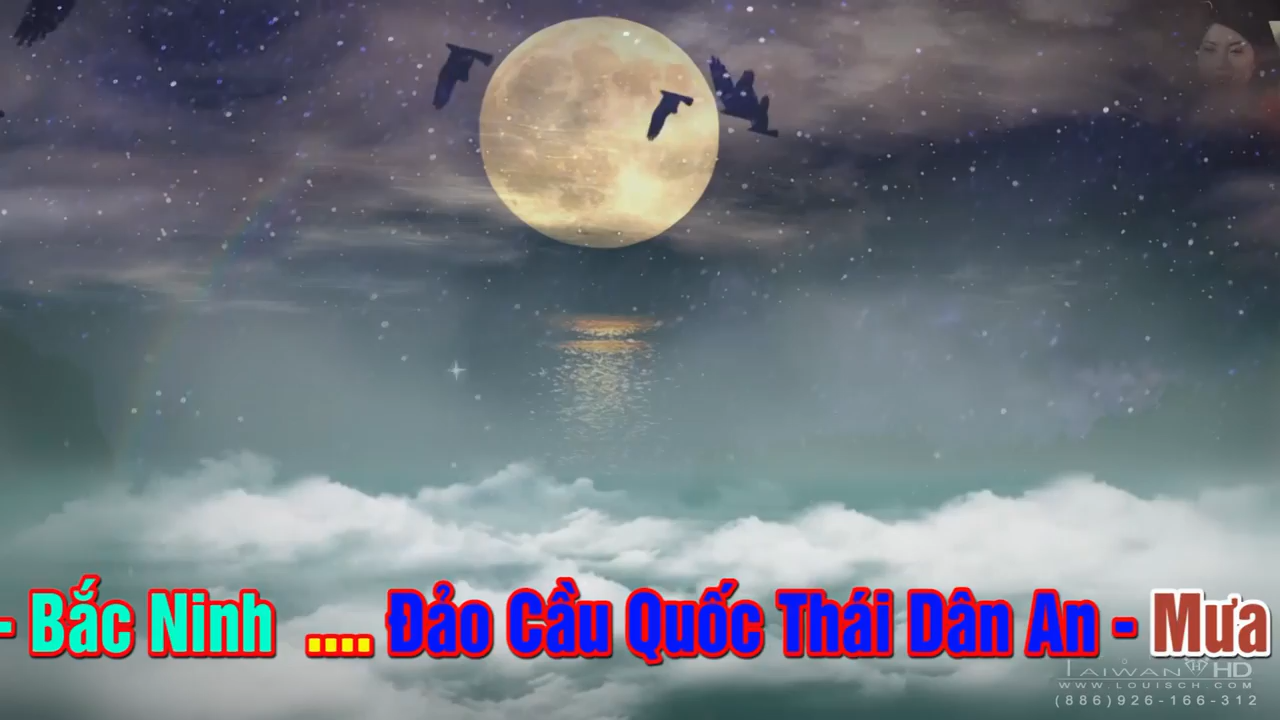 - Bắc Ninh .... Đảo Cầu Quốc Thái Dân An - Mưa
TAIWAN HD
WWW.LOUISCH.COM
(886)926-166-312